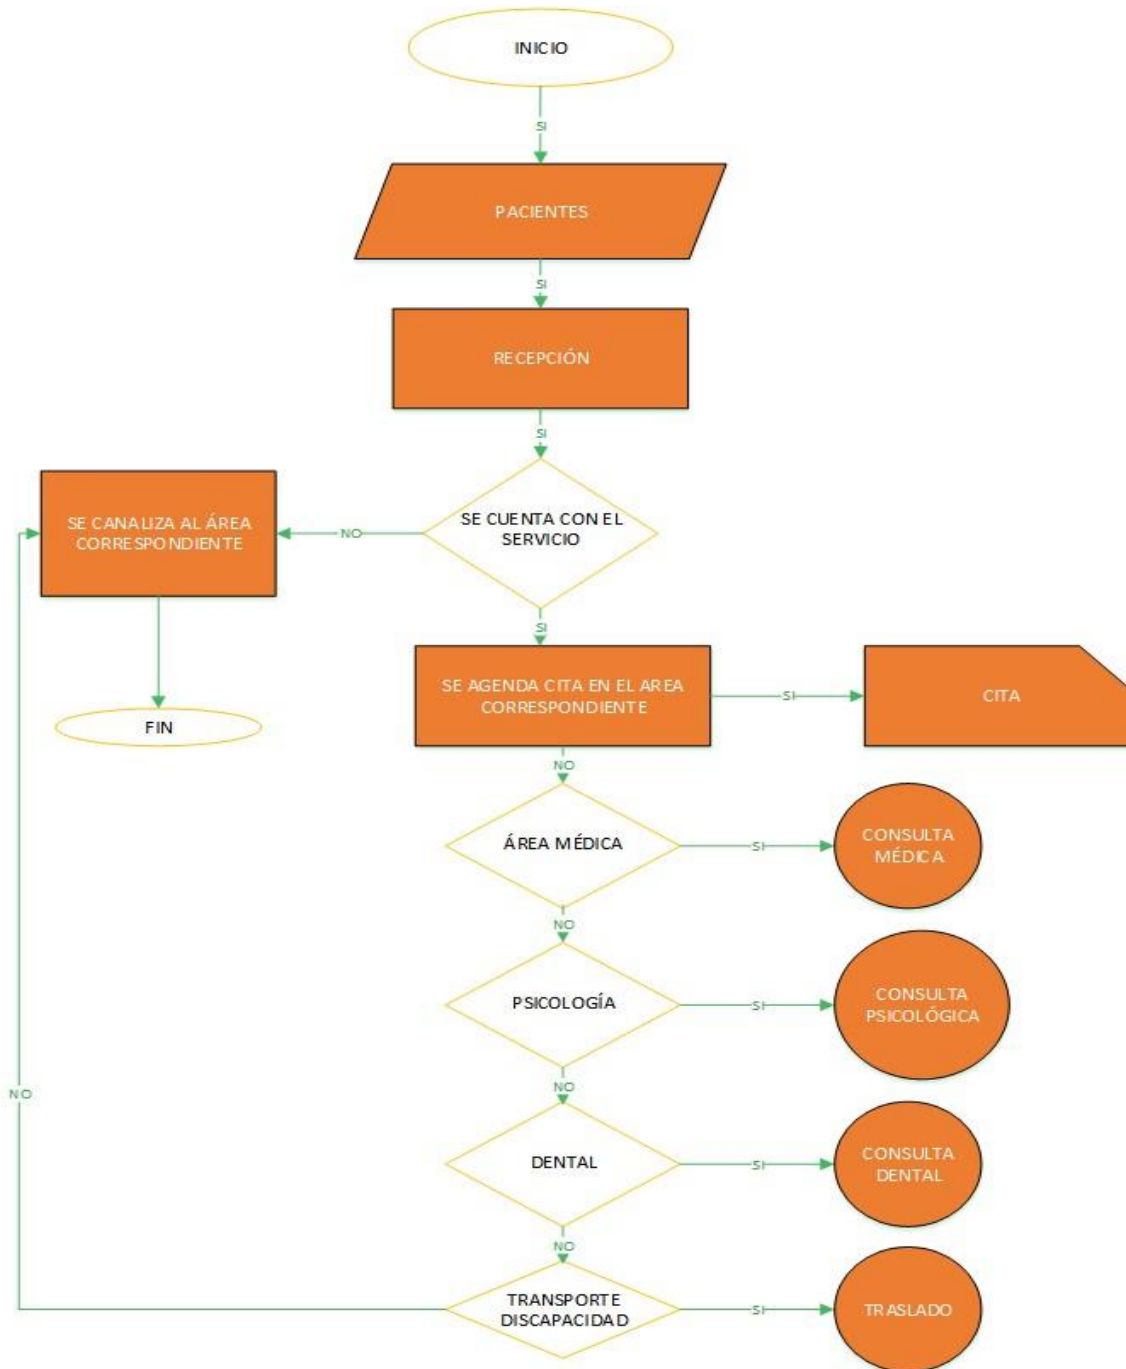 INICIO
SI
PACIENTES
SI
RECEPCIÓN
SI
SE CANALIZA AL ÁREA
CORRESPONDIENTE
NO
SE CUENTA CON EL
SERVICIO
SI
SE AGENDA CITA EN EL AREA
CORRESPONDIENTE
SI
CITA
FIN
NO
ÁREA MÉDICA
SI
CONSULTA
MÉDICA
NO
PSICOLOGÍA
SI
CONSULTA
PSICOLÓGICA
NO
NO
DENTAL
SI
CONSULTA
DENTAL
NO
TRANSPORTE
DISCAPACIDAD
SI
TRASLADO